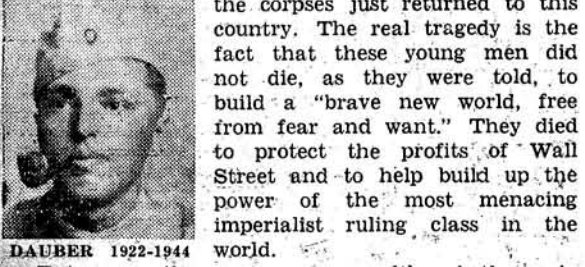 the corpses just returned to this
country. The real tragedy is the
fact that these young men did
not die, as they were told, to
build a "brave new world, free
from fear and want." They died
to protect the profits of Wall
Street and to help build up the
power of the most menacing
imperialist ruling class in the
world.
DAUBER 1922-1944